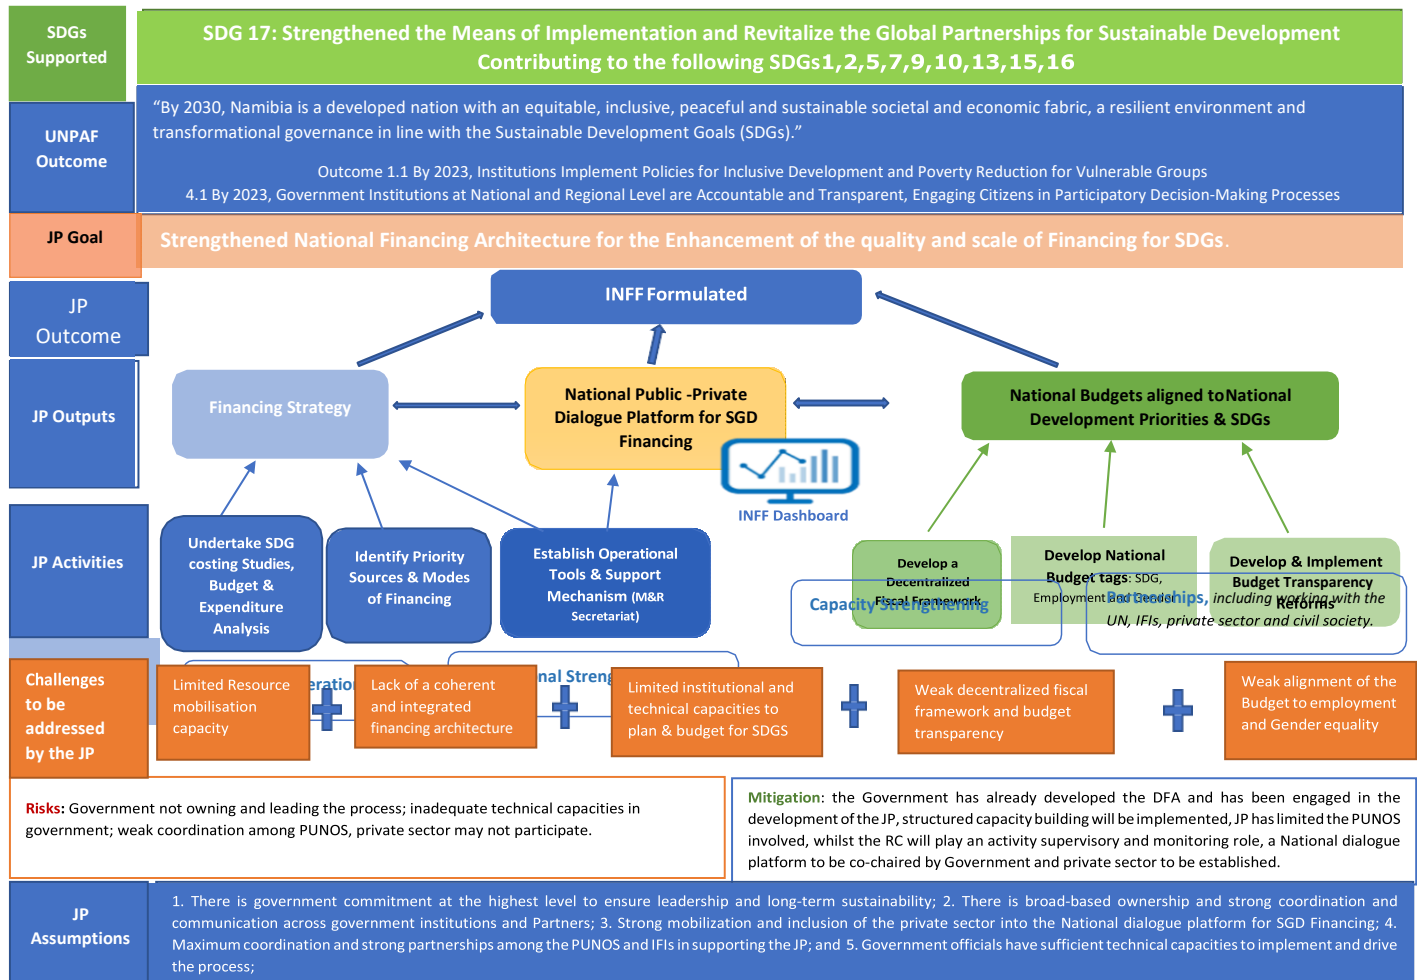 SDGs
Supported
SDG 17: Strengthened the Means of Implementation and Revitalize the Global Partnerships for Sustainable Development
Contributing to the following SDGs1,2,5,7,9,10,13,15,16
UNPAF
Outcome
“By 2030, Namibia is a developed nation with an equitable, inclusive, peaceful and sustainable societal and economic fabric, a resilient environment and
transformational governance in line with the Sustainable Development Goals (SDGs).”
Outcome 1.1 By 2023, Institutions Implement Policies for Inclusive Development and Poverty Reduction for Vulnerable Groups
4.1 By 2023, Government Institutions at National and Regional Level are Accountable and Transparent, Engaging Citizens in Participatory Decision-Making Processes
JP Goal
Strengthened National Financing Architecture for the Enhancement of the quality and scale of Financing for SDGs.
JP
Outcome
INFF Formulated
JP Outputs
Financing Strategy
National Public -Private
Dialogue Platform for SGD
Financing
National Budgets aligned to National
Development Priorities & SDGs
INFF Dashboard
JP Activities
Undertake SDG
costing Studies,
Budget &
Expenditure
Analysis
Identify Priority
Sources & Modes
of Financing
Establish Operational
Tools & Support
Mechanism (M&R
Secretariat)
Develop a
Decentralized
Fiscal Framework
Develop National
Budget tags: SDG,
Employment and Gender
Develop & Implement
Budget Transparency
Reforms
Capacity Strengthening
Partnerships, including working with the
UN, IFIs, private sector and civil society.
Challenges
to be
addressed
by the JP
Limited Resource
mobilisation
capacity
Lack of a coherent
and integrated
financing architecture
Limited institutional and
technical capacities to
plan & budget for SDGS
Weak decentralized fiscal
framework and budget
transparency
Weak alignment of the
Budget to employment
and Gender equality
Risks: Government not owning and leading the process; inadequate technical capacities in
government; weak coordination among PUNOS, private sector may not participate.
Mitigation: the Government has already developed the DFA and has been engaged in the
development of the JP, structured capacity building will be implemented, JP has limited the PUNOS
involved, whilst the RC will play an activity supervisory and monitoring role, a National dialogue
platform to be co-chaired by Government and private sector to be established.
JP
Assumptions
1. There is government commitment at the highest level to ensure leadership and long-term sustainability; 2. There is broad-based ownership and strong coordination and
communication across government institutions and Partners; 3. Strong mobilization and inclusion of the private sector into the National dialogue platform for SGD Financing; 4.
Maximum coordination and strong partnerships among the PUNOS and IFIs in supporting the JP; and 5. Government officials have sufficient technical capacities to implement and drive
the process;